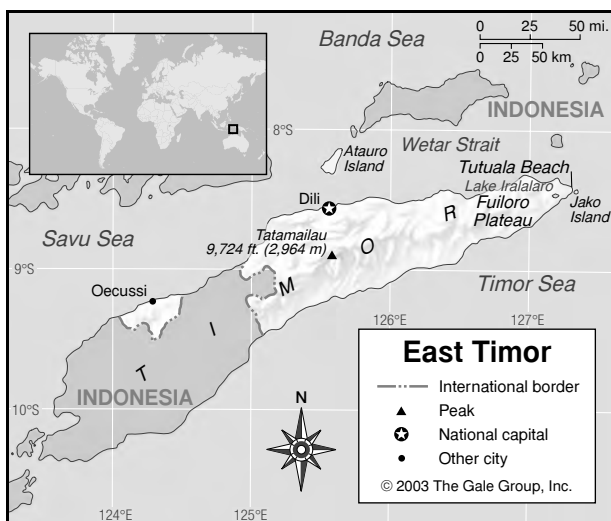 0 25 50 mi.
0 25 50 km
Banda Sea
INDONESIA
8°S
Wetar Strait
Atauro
Island
Tutuala Beach
Lake Iralalaro
Fuiloro
Plateau
Jako
Island
Dili
Tatamailau
9,724 ft. (2,964 m)
Savu Sea
9°S
Oecussi
Timor Sea
T I M O R
126°E
127°E
INDONESIA
10°S
N
124°E
125°E
East Timor
International border
Peak
National capital
Other city
© 2003 The Gale Group, Inc.